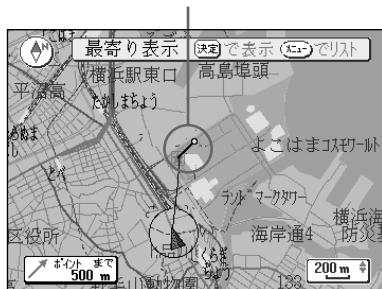 N
最寄り表示 決定で表示 メニューでリスト
横浜駅東口 高島埠頭
平沼高
たかしまちょう
よこはまコスモワールド
とべ
ランドマークタワー
横浜海
区役所
海岸通4 防災基
ポイント まで
500 m
200 m
133